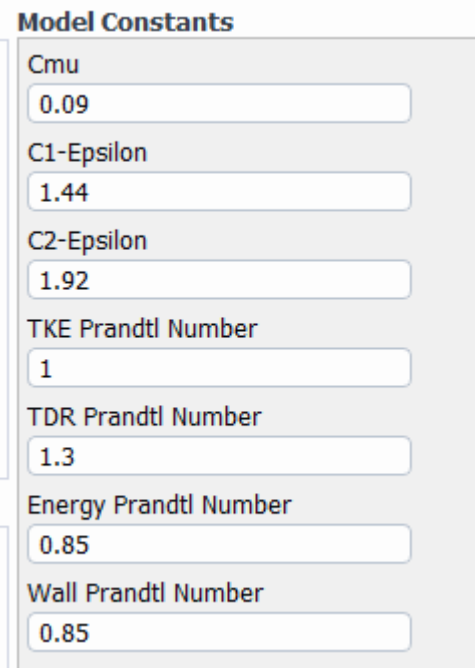 Model Constants
Cmu
0.09
C1-Epsilon
1.44
C2-Epsilon
1.92
TKE Prandtl Number
1
TDR Prandtl Number
1.3
Energy Prandtl Number
0.85
Wall Prandtl Number
0.85